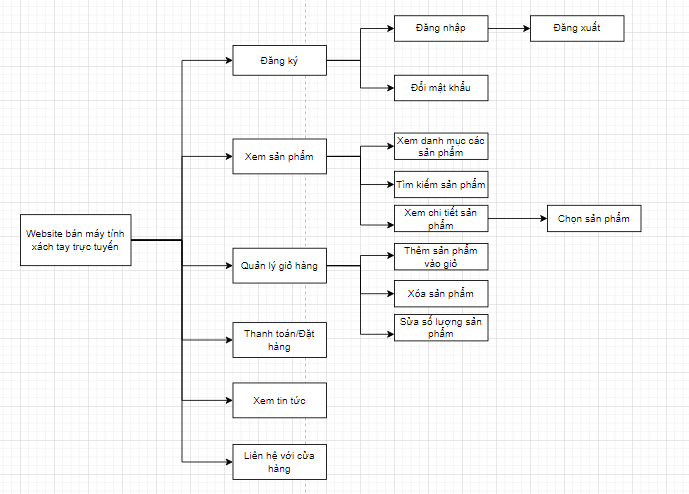 Đăng nhập
Đăng xuất
Đăng ký
Đổi mật khẩu
Xem danh mục các
sản phẩm
Xem sản phẩm
Tìm kiếm sản phẩm
Xem chi tiết sản
phẩm
Chọn sản phẩm
Website bán máy tính
xách tay trực tuyến
Thêm sản phẩm
vào giỏ
Quản lý giỏ hàng
Xóa sản phẩm
Sửa số lượng sản
phẩm
Thanh toán/Đặt
hàng
Xem tin tức
Liên hệ với cửa
hàng